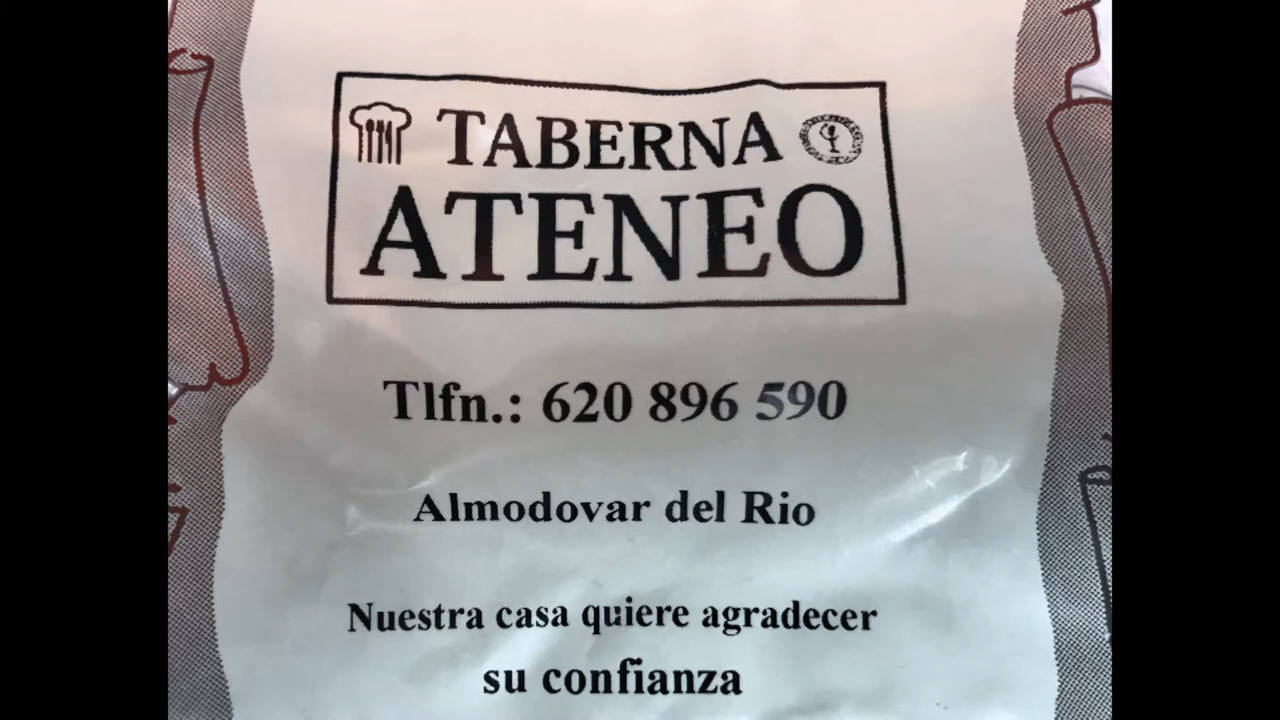 TABERNA
ATENEO
Tlfn.: 620 896 590
Almodovar del Rio
Nuestra casa quiere agradecer
su confianza